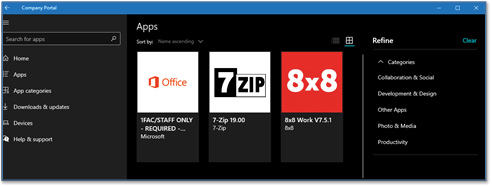 Company Portal
Search for apps
Home
Apps
App categories
Downloads & updates
Devices
Help & support
Apps
Sort by: Name ascending
Office
1FAC/STAFF ONLY
- REQUIRED -...
Microsoft
7ZIP
7-Zip 19.00
7-Zip
8x8
8x8 Work V7.5.1
8x8
Refine
Clear
Categories
Collaboration & Social
Development & Design
Other Apps
Photo & Media
Productivity